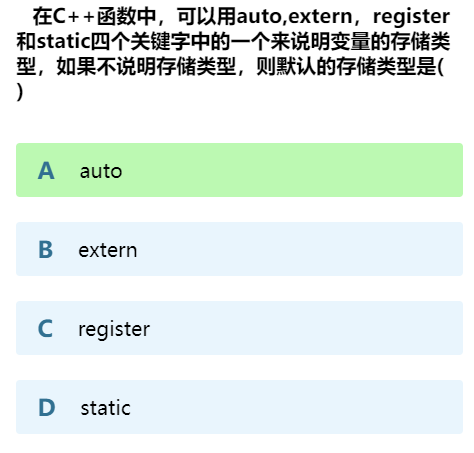 在C++函数中，可以用auto,extern，register
和static四个关键字中的一个来说明变量的存储类
型，如果不说明存储类型，则默认的存储类型是(
)
A auto
B extern
C register
D static